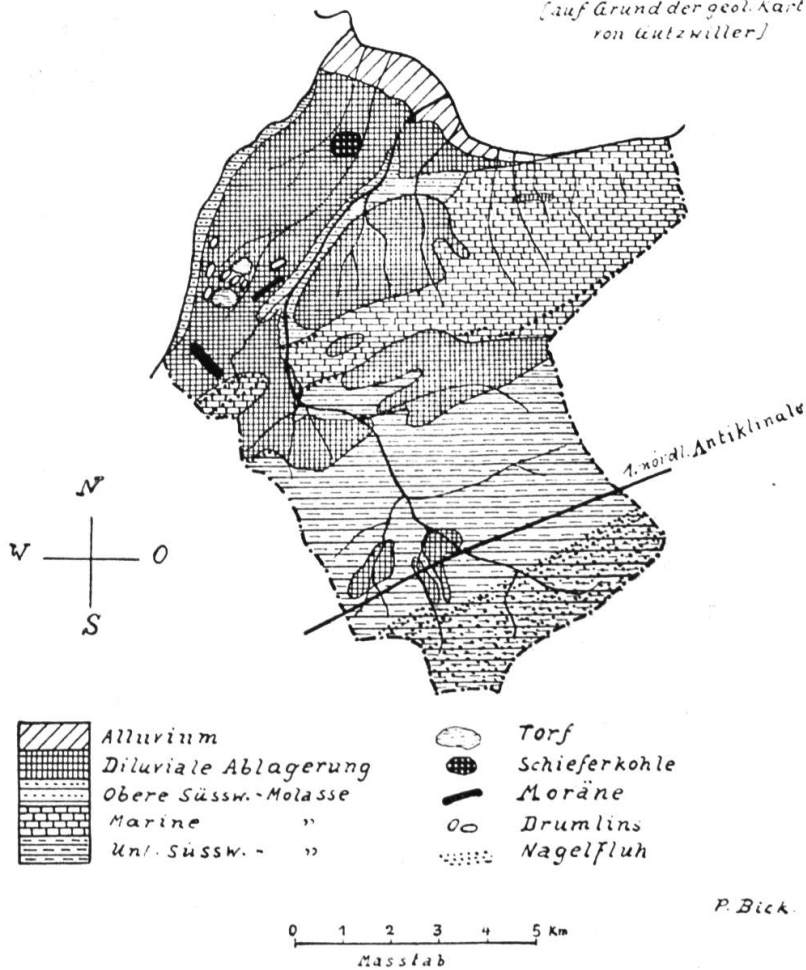 [auf Grund der geol. Kart
von Gutzwiller]
1. nördl. Antiklinale
N
W O
S
Alluvium
Diluviale Ablagerung
Obere Süssw.-Molasse
Marine "
Unt. Süssw. - "
Torf
Schieferkohle
Moräne
Drumlins
Nagelfluh
P. Bick.
0 1 2 3 4 5 Km
Masstab